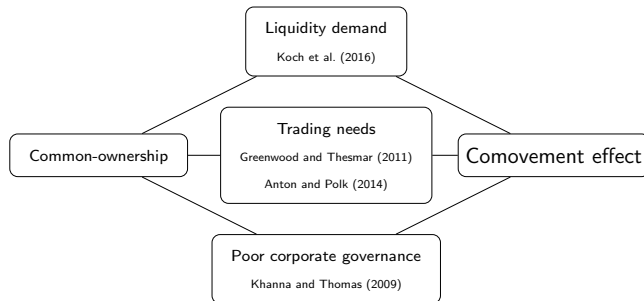 Liquidity demand
Koch et al. (2016)
Common-ownership
Trading needs
Greenwood and Thesmar (2011)
Anton and Polk (2014)
Comovement effect
Poor corporate governance
Khanna and Thomas (2009)